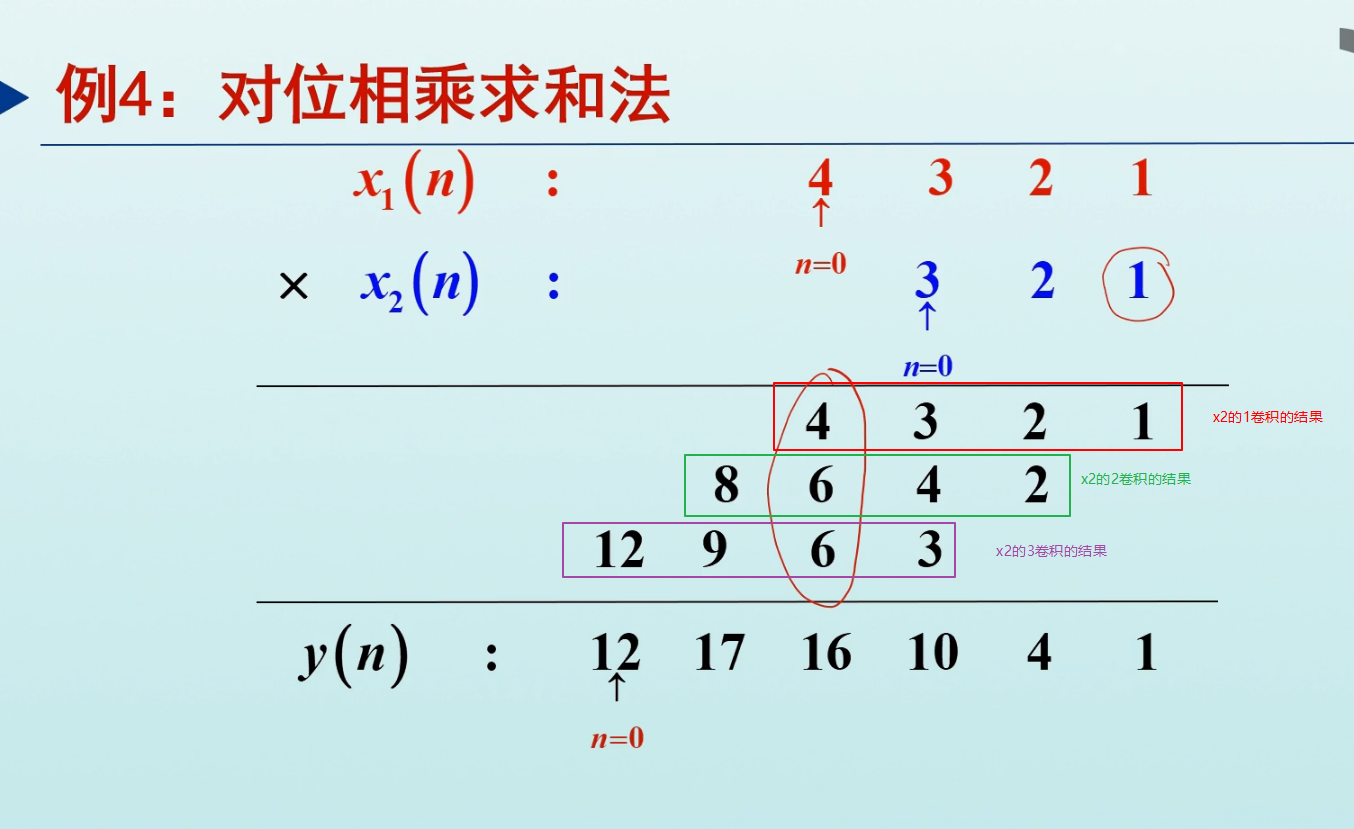 例4：对位相乘求和法
x₁(n) : 4 3 2 1
↑
n=0
× x₂(n) : 3 2 1
↑
n=0
4 3 2 1 x2的1卷积的结果
8 6 4 2 x2的2卷积的结果
12 9 6 3 x2的3卷积的结果
y(n) : 12 17 16 10 4 1
↑
n=0